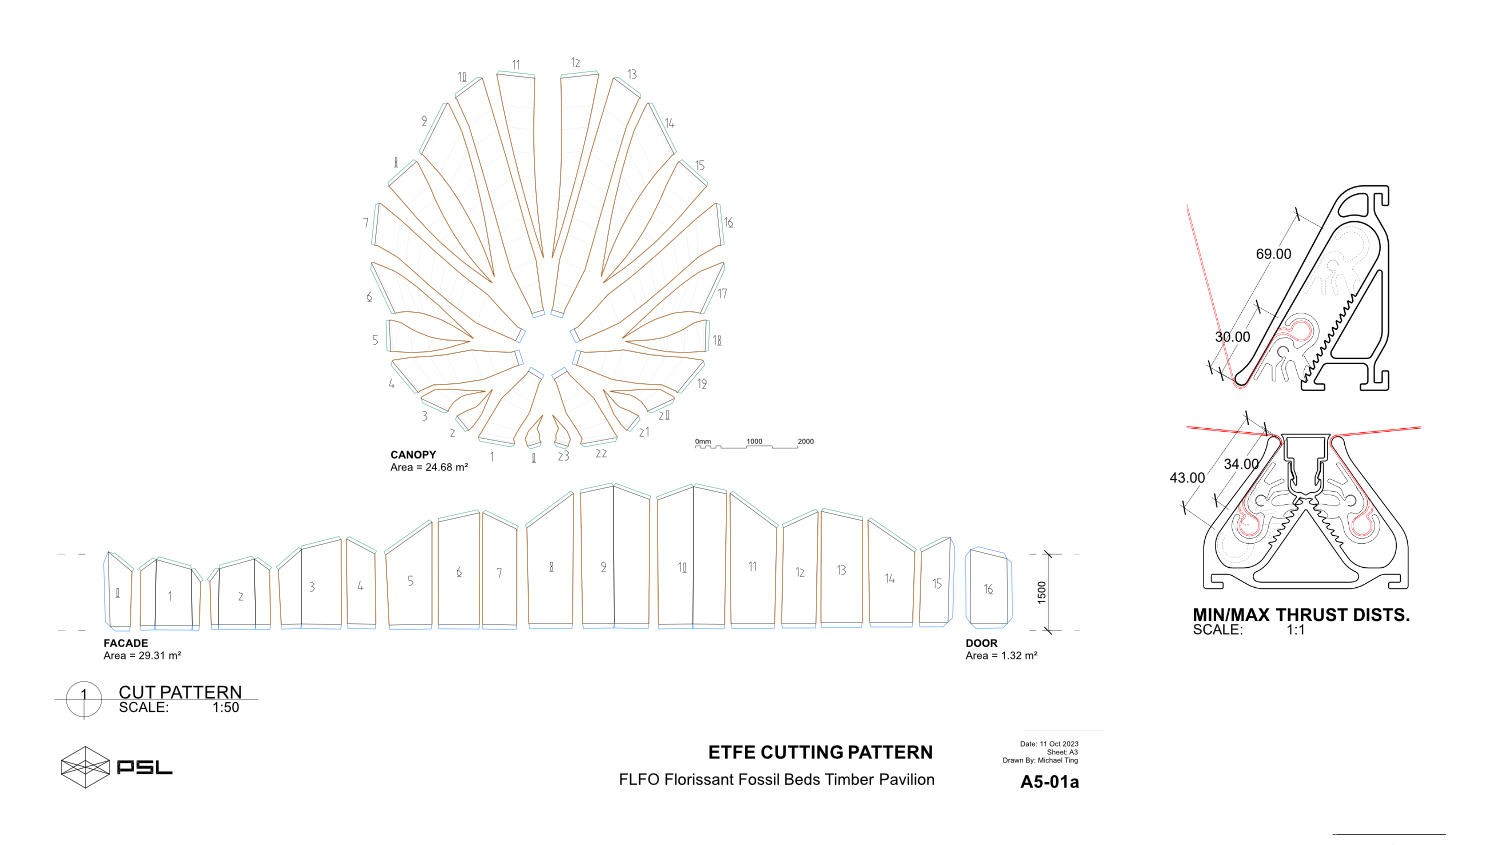 11
12
10
13
9
14
8
15
7
16
6
17
5
18
4
19
3
20
2
21
1
0
23
22
CANOPY
Area = 24.68 m²
0mm 1000 2000
0
1
2
3
4
5
6
7
8
9
10
11
12
13
14
15
16
1500
FACADE
Area = 29.31 m²
DOOR
Area = 1.32 m²
1
CUT PATTERN
SCALE: 1:50
69.00
30.00
43.00
34.00
MIN/MAX THRUST DISTS.
SCALE: 1:1
PSL
ETFE CUTTING PATTERN
FLFO Florissant Fossil Beds Timber Pavilion
Date: 11 Oct 2023
Sheet: A3
Drawn By: Michael Ting
A5-01a